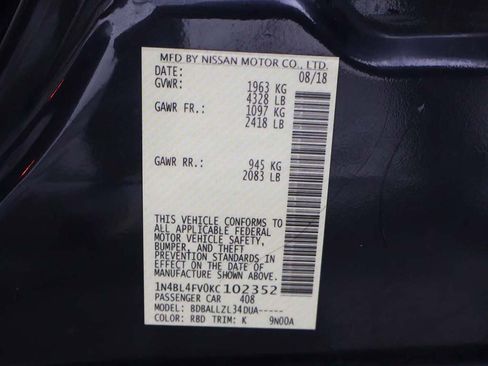 MFD BY NISSAN MOTOR CO., LTD.
DATE: 08/18
GVWR: 1963 KG
4328 LB
GAWR FR.: 1097 KG
2418 LB
GAWR RR.: 945 KG
2083 LB
THIS VEHICLE CONFORMS TO
ALL APPLICABLE FEDERAL
MOTOR VEHICLE SAFETY,
BUMPER, AND THEFT
PREVENTION STANDARDS IN
EFFECT ON THE DATE OF
MANUFACTURE SHOWN ABOVE.
1N4BL4FV0KC102352
PASSENGER CAR 408
MODEL: BDBALLZL34DUA-----
COLOR: RBD TRIM: K 9N00A